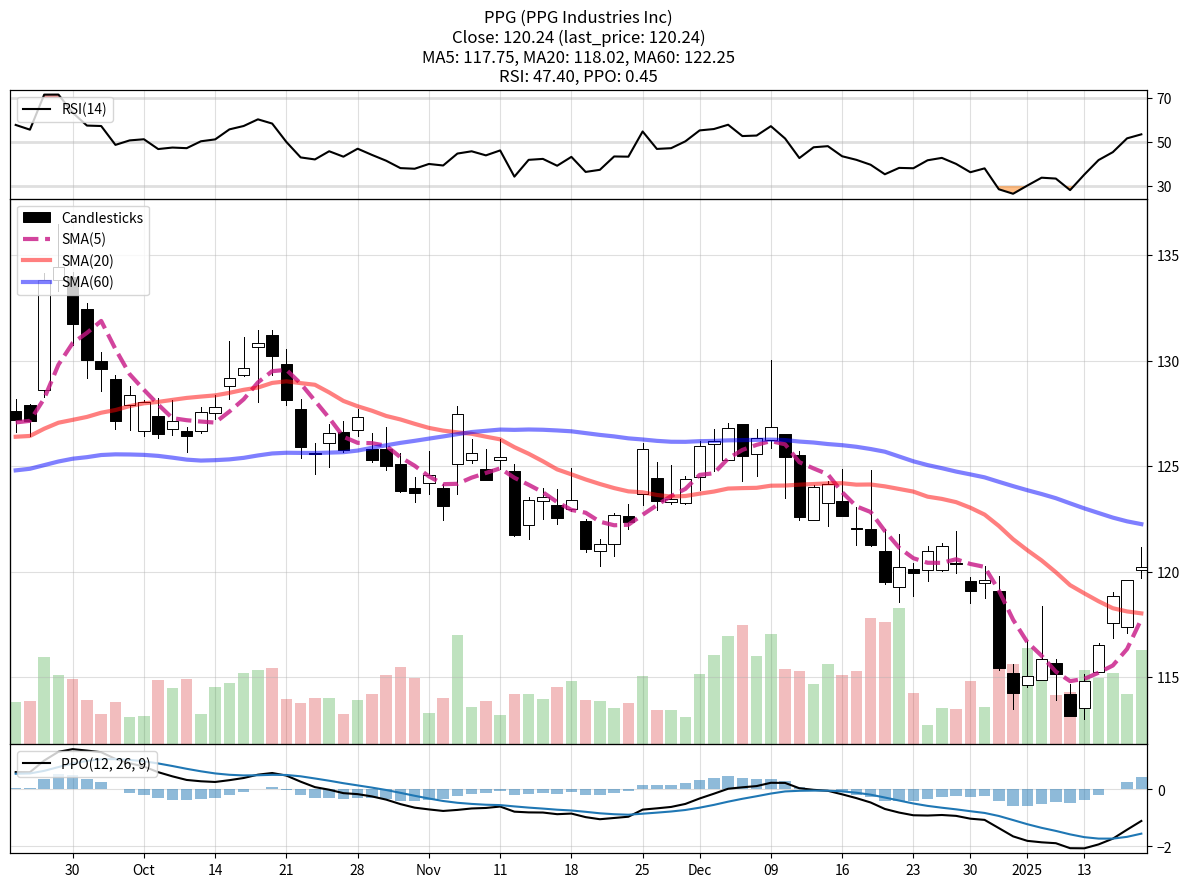 PPG (PPG Industries Inc)
Close: 120.24 (last_price: 120.24)
MA5: 117.75, MA20: 118.02, MA60: 122.25
RSI: 47.40, PPO: 0.45
RSI(14)
70
50
30
Candlesticks
SMA(5)
SMA(20)
SMA(60)
135
130
125
120
115
PPO(12, 26, 9)
0
−2
30 Oct 14 21 28 Nov 11 18 25 Dec 09 16 23 30 2025 13